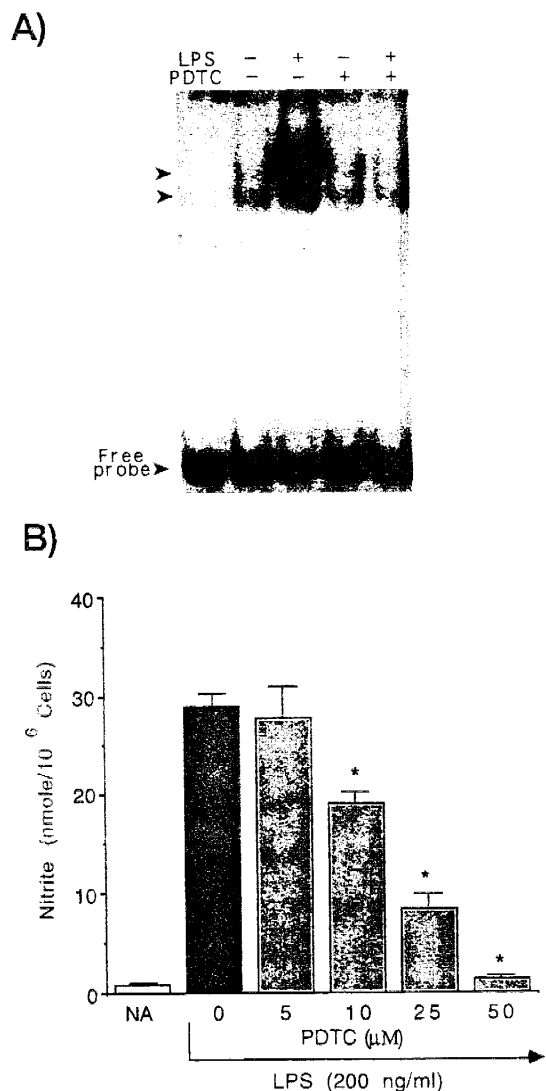 A)
LPS - + - +
PDTC - - + +
Free
probe
B)
Nitrite (nmole/10 6 Cells)
40
30
20
10
0
* * *
NA 0 5 10 25 50
PDTC (µM)
LPS (200 ng/ml)